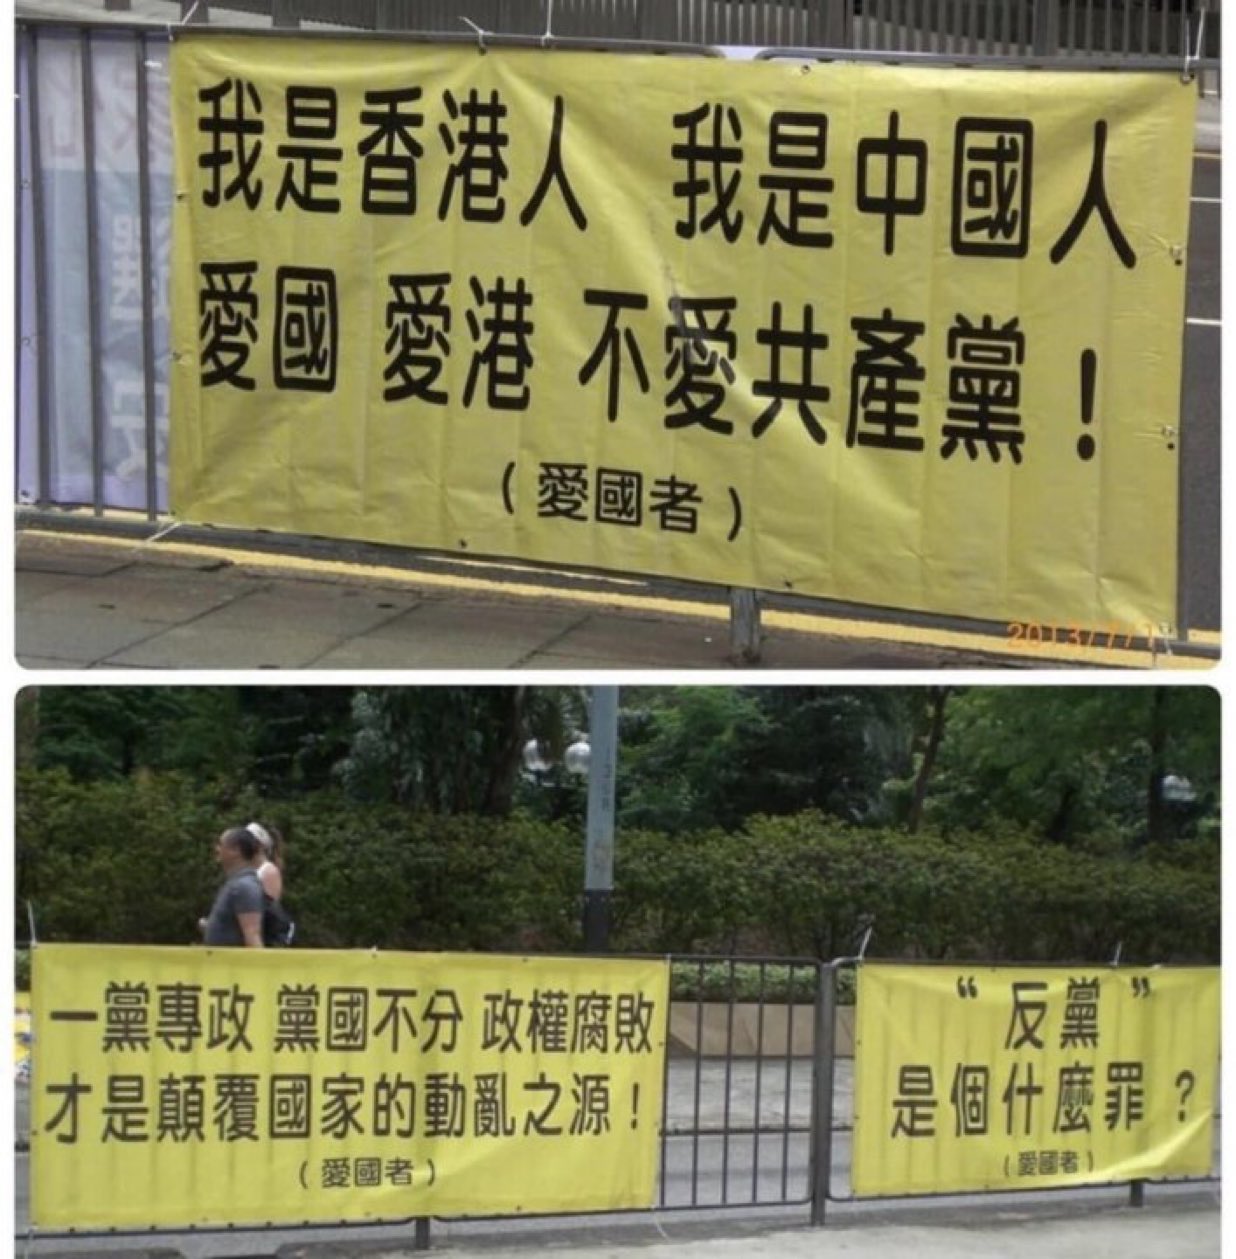 我是香港人 我是中國人
愛國 愛港 不愛共產黨！
（愛國者）
2013/7/1
一黨專政 黨國不分 政權腐敗
才是顛覆國家的動亂之源！
（愛國者）
“反黨”
是個什麼罪？
（愛國者）